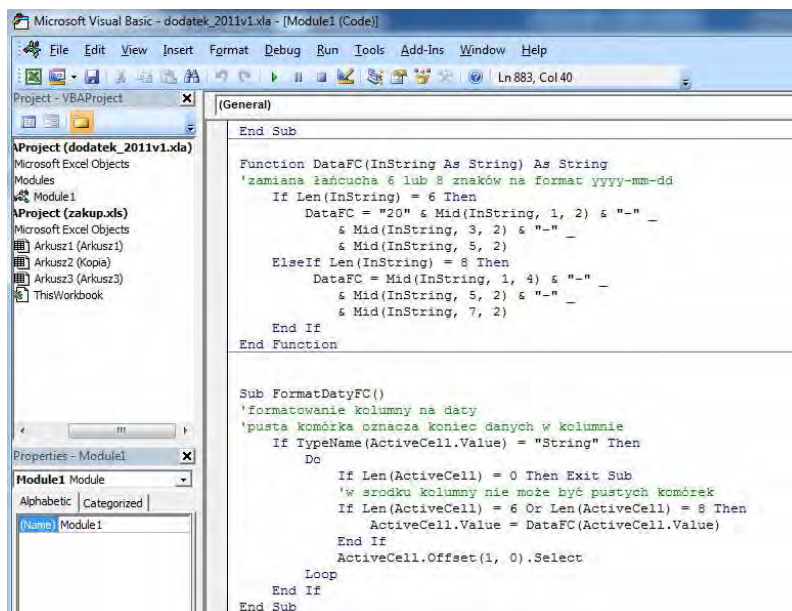 Microsoft Visual Basic - dodatek_2011v1.xla - [Module1 (Code)]
File Edit View Insert Format Debug Run Tools Add-Ins Window Help
Ln 883, Col 40
Project - VBAProject
(General)
AProject (dodatek_2011v1.xla)
Microsoft Excel Objects
Modules
Module1
AProject (zakup.xls)
Microsoft Excel Objects
Arkusz1 (Arkusz1)
Arkusz2 (Kopia)
Arkusz3 (Arkusz3)
ThisWorkbook
Properties - Module1
Module1 Module
Alphabetic Categorized
(Name) Module1
End Sub
Function DataFC(InString As String) As String
'zamiana łańcucha 6 lub 8 znaków na format yyyy-mm-dd
If Len(InString) = 6 Then
DataFC = "20" & Mid(InString, 1, 2) & "-" _
& Mid(InString, 3, 2) & "-" _
& Mid(InString, 5, 2)
ElseIf Len(InString) = 8 Then
DataFC = Mid(InString, 1, 4) & "-" _
& Mid(InString, 5, 2) & "-" _
& Mid(InString, 7, 2)
End If
End Function
Sub FormatDatyFC()
'formatowanie kolumny na daty
'pusta komórka oznacza koniec danych w kolumnie
If TypeName(ActiveCell.Value) = "String" Then
Do
If Len(ActiveCell) = 0 Then Exit Sub
'w srodku kolumny nie może być pustych komórek
If Len(ActiveCell) = 6 Or Len(ActiveCell) = 8 Then
ActiveCell.Value = DataFC(ActiveCell.Value)
End If
ActiveCell.Offset(1, 0).Select
Loop
End If
End Sub